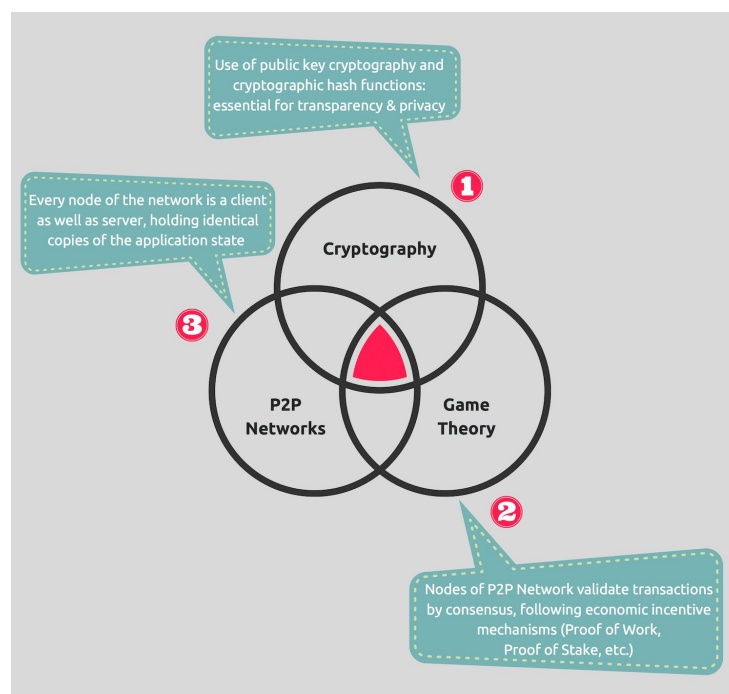 Use of public key cryptography and
cryptographic hash functions:
essential for transparency & privacy
1
Every node of the network is a client
as well as server, holding identical
copies of the application state
Cryptography
3
P2P
Networks
Game
Theory
2
Nodes of P2P Network validate transactions
by consensus, following economic incentive
mechanisms (Proof of Work,
Proof of Stake, etc.)